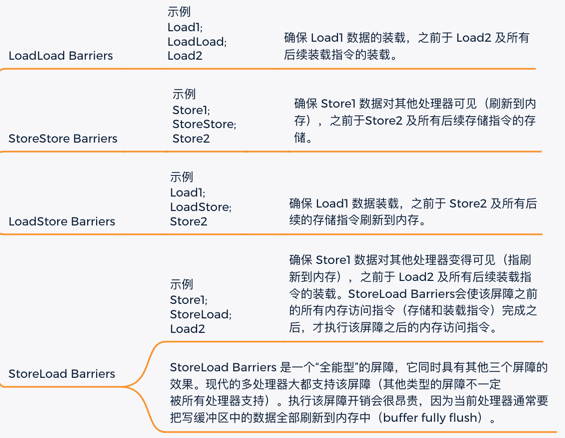 示例
Load1;
LoadLoad;
Load2
确保 Load1 数据的装载，之前于 Load2 及所有
后续装载指令的装载。
LoadLoad Barriers
示例
Store1;
StoreStore;
Store2
确保 Store1 数据对其他处理器可见（刷新到内
存），之前于Store2 及所有后续存储指令的存
储。
StoreStore Barriers
示例
Load1;
LoadStore;
Store2
确保 Load1 数据装载，之前于 Store2 及所有后
续的存储指令刷新到内存。
LoadStore Barriers
示例
Store1;
StoreLoad;
Load2
确保 Store1 数据对其他处理器变得可见（指刷
新到内存），之前于 Load2 及所有后续装载指
令的装载。StoreLoad Barriers会使该屏障之前
的所有内存访问指令（存储和装载指令）完成之
后，才执行该屏障之后的内存访问指令。
StoreLoad Barriers
StoreLoad Barriers 是一个“全能型”的屏障，它同时具有其他三个屏障的
效果。现代的多处理器大都支持该屏障（其他类型的屏障不一定
被所有处理器支持）。执行该屏障开销会很昂贵，因为当前处理器通常要
把写缓冲区中的数据全部刷新到内存中（buffer fully flush）。